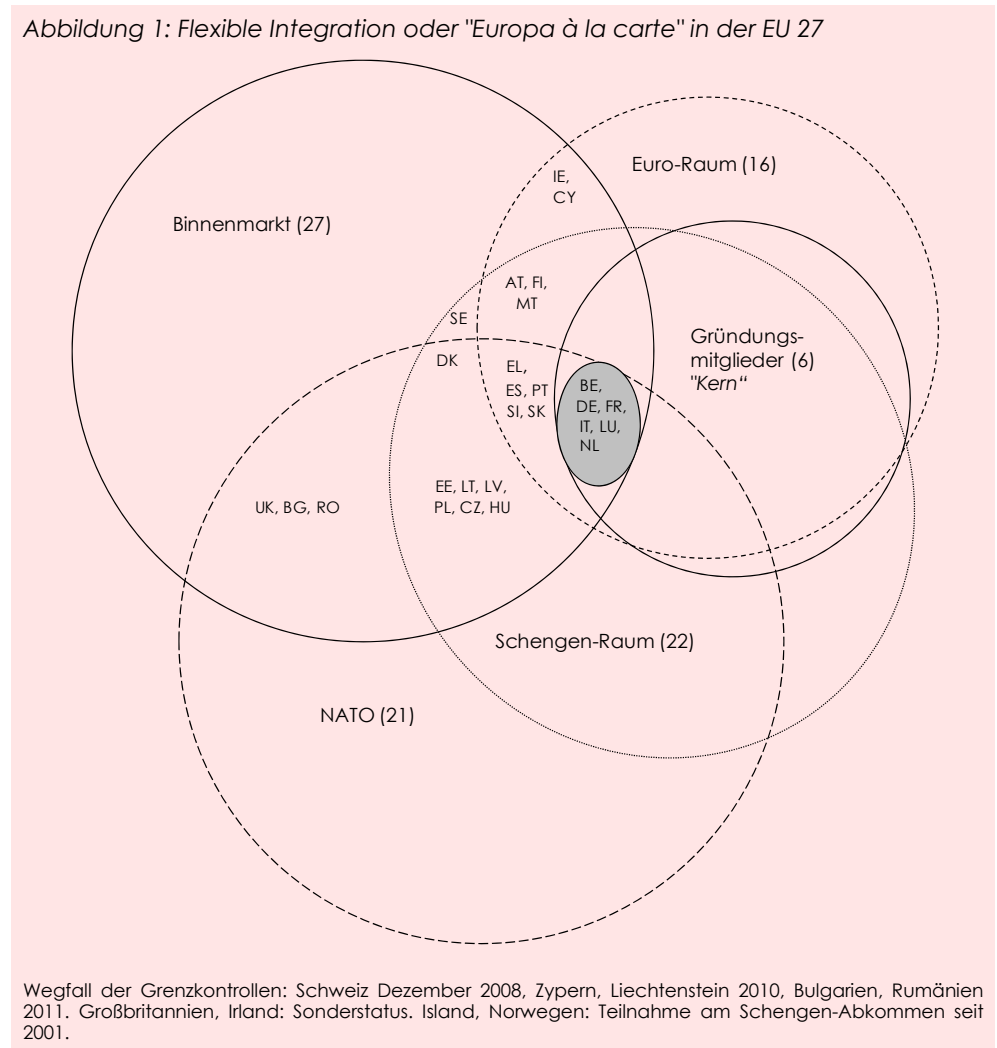 Abbildung 1: Flexible Integration oder "Europa à la carte" in der EU 27
Euro-Raum (16)
IE,
CY
Binnenmarkt (27)
AT, FI,
MT
SE
Gründungs-
mitglieder (6)
"Kern“
DK
EL,
ES, PT
SI, SK
BE,
DE, FR,
IT, LU,
NL
EE, LT, LV,
PL, CZ, HU
UK, BG, RO
Schengen-Raum (22)
NATO (21)
Wegfall der Grenzkontrollen: Schweiz Dezember 2008, Zypern, Liechtenstein 2010, Bulgarien, Rumänien
2011. Großbritannien, Irland: Sonderstatus. Island, Norwegen: Teilnahme am Schengen-Abkommen seit
2001.